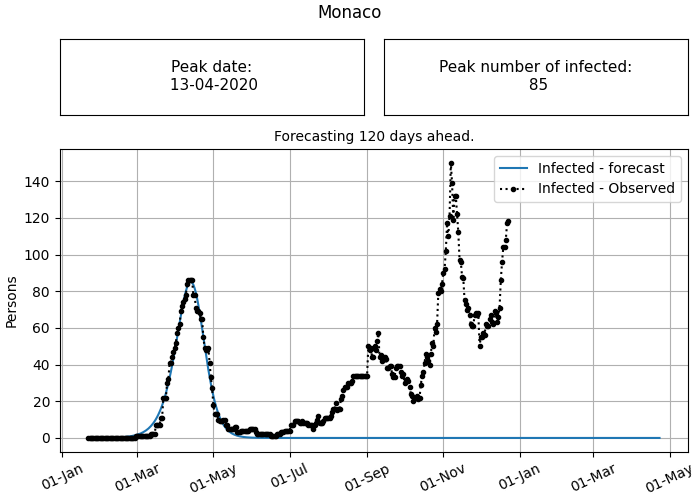 Monaco
Peak date:
13-04-2020
Peak number of infected:
85
Forecasting 120 days ahead.
Infected - forecast
Infected - Observed
Persons
140
120
100
80
60
40
20
0
01-Jan
01-Mar
01-May
01-Jul
01-Sep
01-Nov
01-Jan
01-Mar
01-May